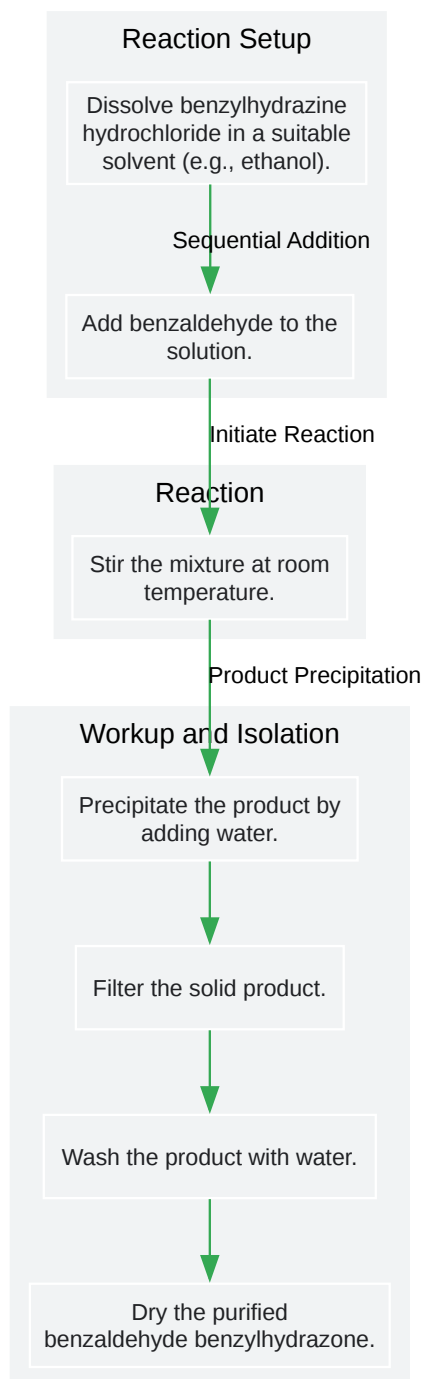 Reaction Setup
Dissolve benzylhydrazine
hydrochloride in a suitable
solvent (e.g., ethanol).
Sequential Addition
Add benzaldehyde to the
solution.
Initiate Reaction
Reaction
Stir the mixture at room
temperature.
Product Precipitation
Workup and Isolation
Precipitate the product by
adding water.
Filter the solid product.
Wash the product with water.
Dry the purified
benzaldehyde benzylhydrazone.